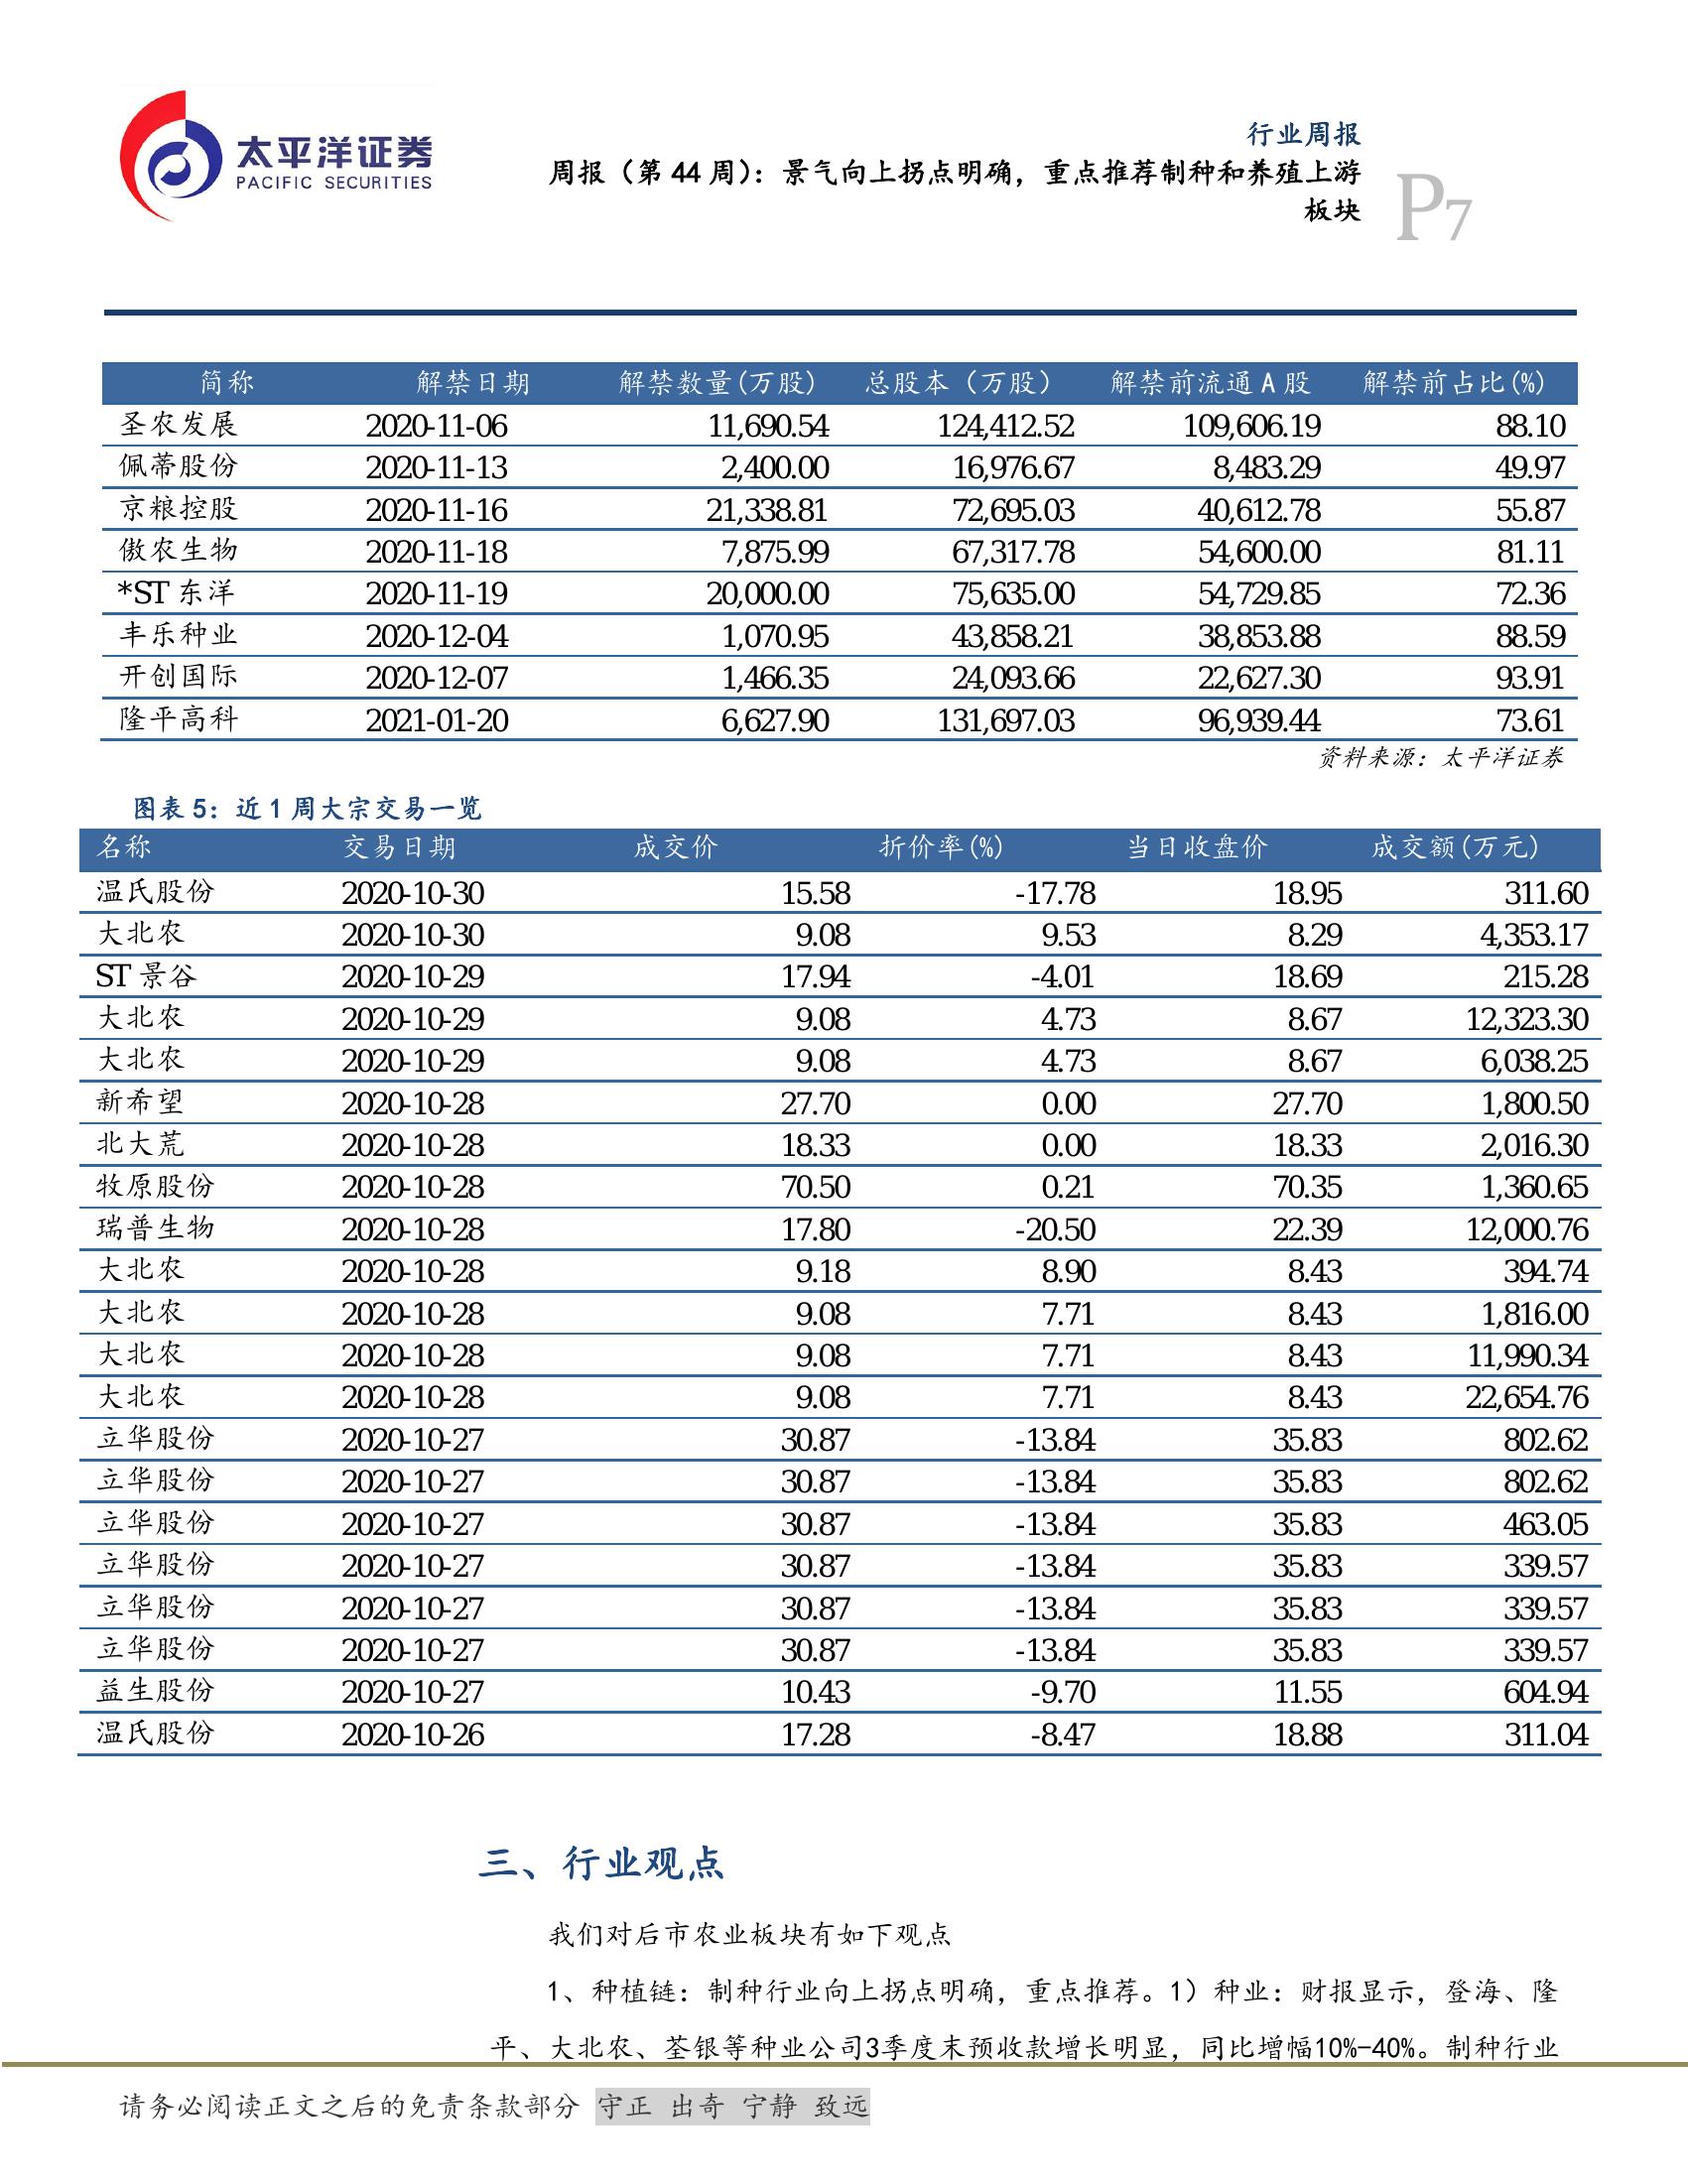 太平洋证券
PACIFIC SECURITIES
行业周报
周报（第 44 周）：景气向上拐点明确，重点推荐制种和养殖上游
板块
P7
简称 解禁日期 解禁数量(万股) 总股本（万股） 解禁前流通 A 股 解禁前占比(%)
圣农发展 2020-11-06 11,690.54 124,412.52 109,606.19 88.10
佩蒂股份 2020-11-13 2,400.00 16,976.67 8,483.29 49.97
京粮控股 2020-11-16 21,338.81 72,695.03 40,612.78 55.87
傲农生物 2020-11-18 7,875.99 67,317.78 54,600.00 81.11
*ST 东洋 2020-11-19 20,000.00 75,635.00 54,729.85 72.36
丰乐种业 2020-12-04 1,070.95 43,858.21 38,853.88 88.59
开创国际 2020-12-07 1,466.35 24,093.66 22,627.30 93.91
隆平高科 2021-01-20 6,627.90 131,697.03 96,939.44 73.61
资料来源：太平洋证券
图表 5：近 1 周大宗交易一览
名称 交易日期 成交价 折价率(%) 当日收盘价 成交额(万元)
温氏股份 2020-10-30 15.58 -17.78 18.95 311.60
大北农 2020-10-30 9.08 9.53 8.29 4,353.17
ST 景谷 2020-10-29 17.94 -4.01 18.69 215.28
大北农 2020-10-29 9.08 4.73 8.67 12,323.30
大北农 2020-10-29 9.08 4.73 8.67 6,038.25
新希望 2020-10-28 27.70 0.00 27.70 1,800.50
北大荒 2020-10-28 18.33 0.00 18.33 2,016.30
牧原股份 2020-10-28 70.50 0.21 70.35 1,360.65
瑞普生物 2020-10-28 17.80 -20.50 22.39 12,000.76
大北农 2020-10-28 9.18 8.90 8.43 394.74
大北农 2020-10-28 9.08 7.71 8.43 1,816.00
大北农 2020-10-28 9.08 7.71 8.43 11,990.34
大北农 2020-10-28 9.08 7.71 8.43 22,654.76
立华股份 2020-10-27 30.87 -13.84 35.83 802.62
立华股份 2020-10-27 30.87 -13.84 35.83 802.62
立华股份 2020-10-27 30.87 -13.84 35.83 463.05
立华股份 2020-10-27 30.87 -13.84 35.83 339.57
立华股份 2020-10-27 30.87 -13.84 35.83 339.57
立华股份 2020-10-27 30.87 -13.84 35.83 339.57
益生股份 2020-10-27 10.43 -9.70 11.55 604.94
温氏股份 2020-10-26 17.28 -8.47 18.88 311.04
三、行业观点
我们对后市农业板块有如下观点
1、种植链：制种行业向上拐点明确，重点推荐。1）种业：财报显示，登海、隆
平、大北农、荃银等种业公司3季度末预收款增长明显，同比增幅10%-40%。制种行业
请务必阅读正文之后的免责条款部分 守正 出奇 宁静 致远